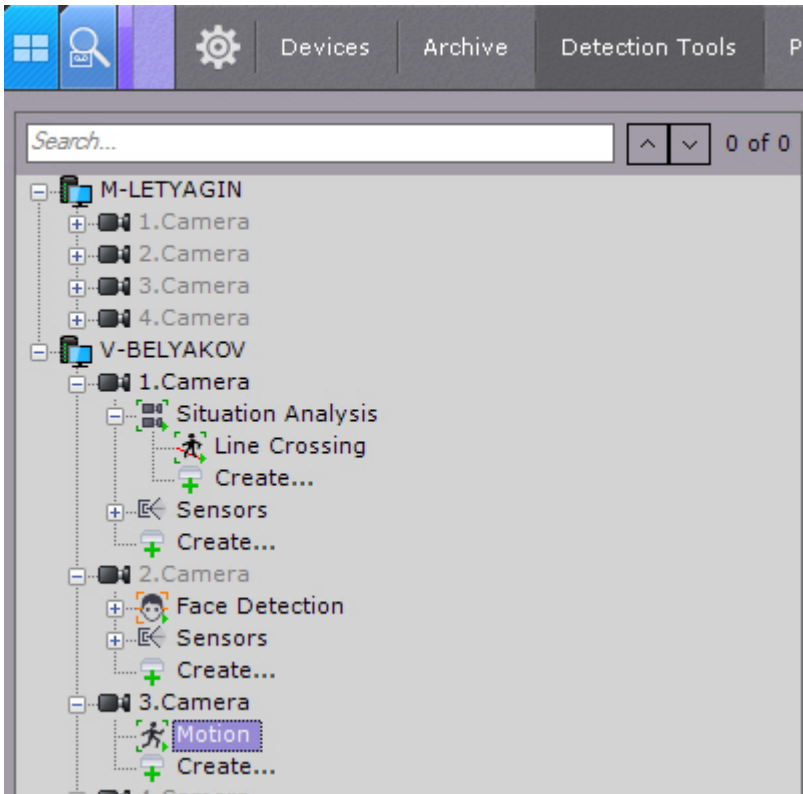 Devices Archive Detection Tools P
Search... 0 of 0
M-LETYAGIN
1.Camera
2.Camera
3.Camera
4.Camera
V-BELYAKOV
1.Camera
Situation Analysis
Line Crossing
Create...
Sensors
Create...
2.Camera
Face Detection
Sensors
Create...
3.Camera
Motion
Create...